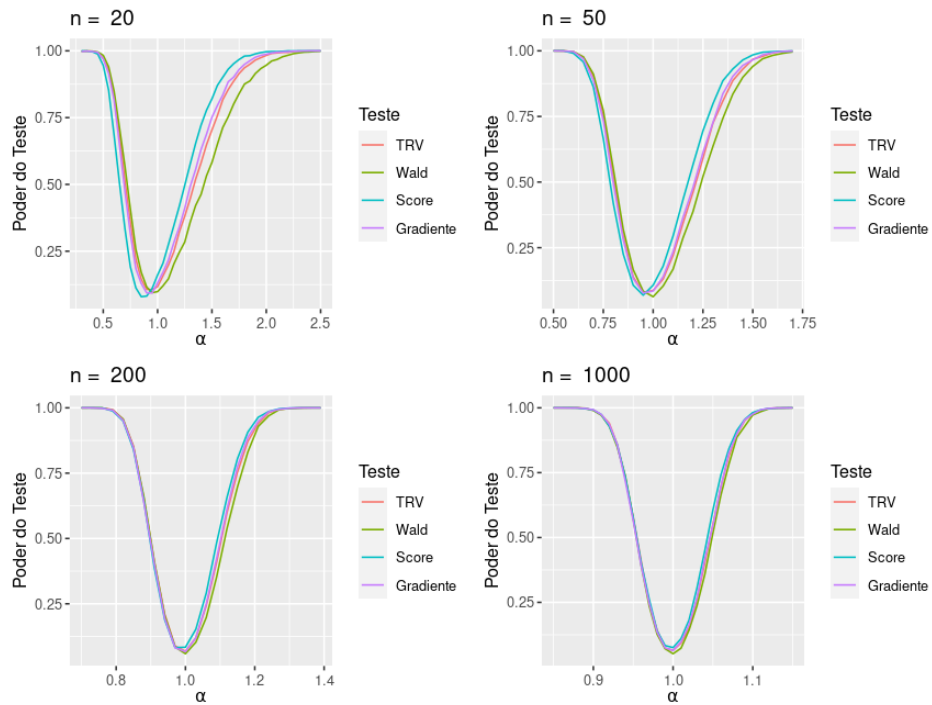 n = 20
1.00
0.75
0.50
0.25
Poder do Teste
0.5 1.0 1.5 2.0 2.5
α
Teste
TRV
Wald
Score
Gradiente
n = 50
1.00
0.75
0.50
0.25
Poder do Teste
0.50 0.75 1.00 1.25 1.50 1.75
α
Teste
TRV
Wald
Score
Gradiente
n = 200
1.00
0.75
0.50
0.25
Poder do Teste
0.8 1.0 1.2 1.4
α
Teste
TRV
Wald
Score
Gradiente
n = 1000
1.00
0.75
0.50
0.25
Poder do Teste
0.9 1.0 1.1
α
Teste
TRV
Wald
Score
Gradiente